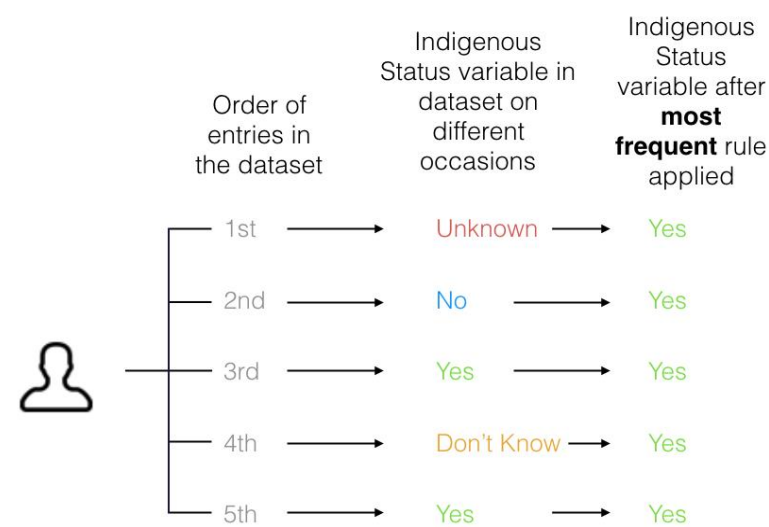 Order of
entries in
the dataset
Indigenous
Status variable in
dataset on
different
occasions
Indigenous
Status
variable after
most
frequent rule
applied
1st Unknown Yes
2nd No Yes
3rd Yes Yes
4th Don't Know Yes
5th Yes Yes